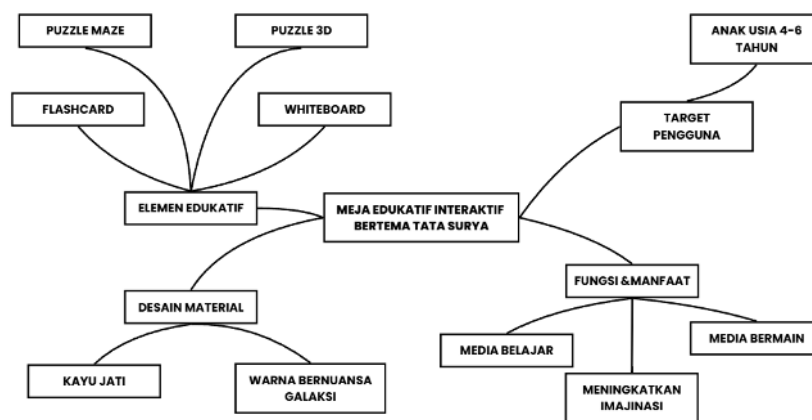 PUZZLE MAZE
PUZZLE 3D
ANAK USIA 4-6
TAHUN
FLASHCARD
WHITEBOARD
TARGET
PENGGUNA
ELEMEN EDUKATIF
MEJA EDUKATIF INTERAKTIF
BERTEMA TATA SURYA
DESAIN MATERIAL
FUNGSI &MANFAAT
MEDIA BELAJAR
MEDIA BERMAIN
KAYU JATI
WARNA BERNUANSA
GALAKSI
MENINGKATKAN
IMAJINASI